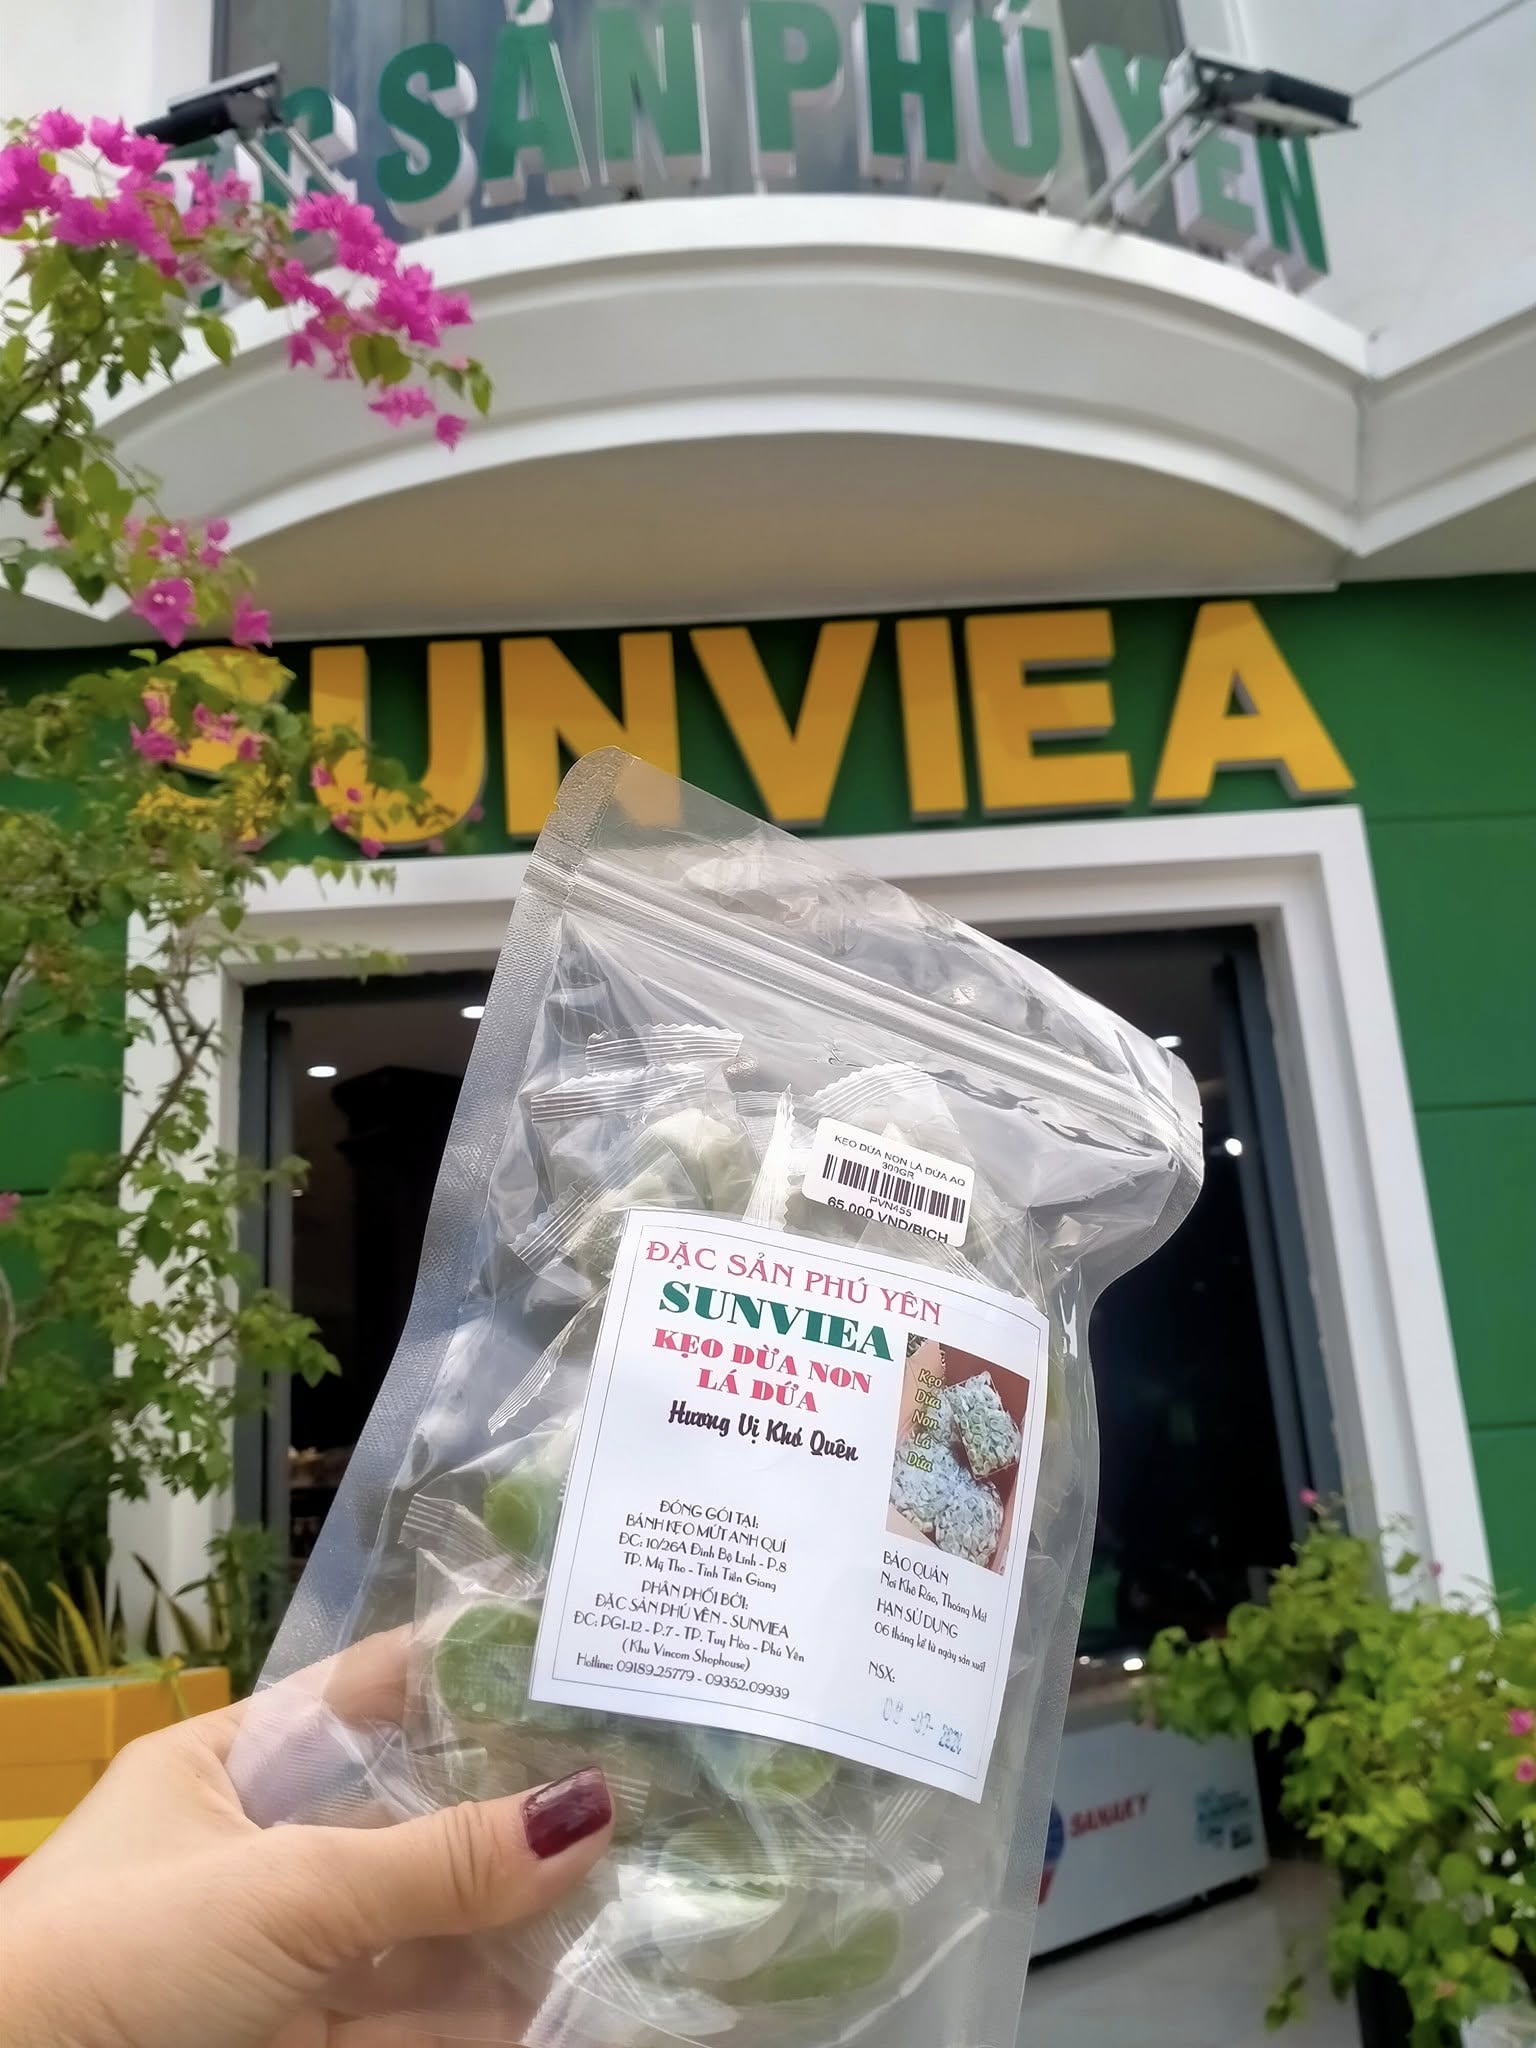 ĐẶC SẢN PHÚ YÊN
SUNVIEA
KẸO DỪA NON LÁ DỨA AQ
300GR
PVN455
65,000 VND/BỊCH
ĐẶC SẢN PHÚ YÊN
SUNVIEA
KẸO DỪA NON
LÁ DỨA
Hương Vị Khó Quên
Kẹo
Dừa
Non
Lá
Dứa
ĐÓNG GÓI TẠI:
BÁNH KẸO MỨT ANH QUÍ
ĐC: 10/26A Đinh Bộ Lĩnh - P.8
TP. Mỹ Tho - Tỉnh Tiền Giang
PHÂN PHỐI BỞI:
ĐẶC SẢN PHÚ YÊN - SUNVIEA
ĐC: PG1-12 - P.7 - TP. Tuy Hòa - Phú Yên
(Khu Vincom Shophouse)
Hotline: 09189.25779 - 09352.09939
BẢO QUẢN
Nơi Khô Ráo, Thoáng Mát
HẠN SỬ DỤNG
06 tháng kể từ ngày sản xuất
NSX:
SANAKY